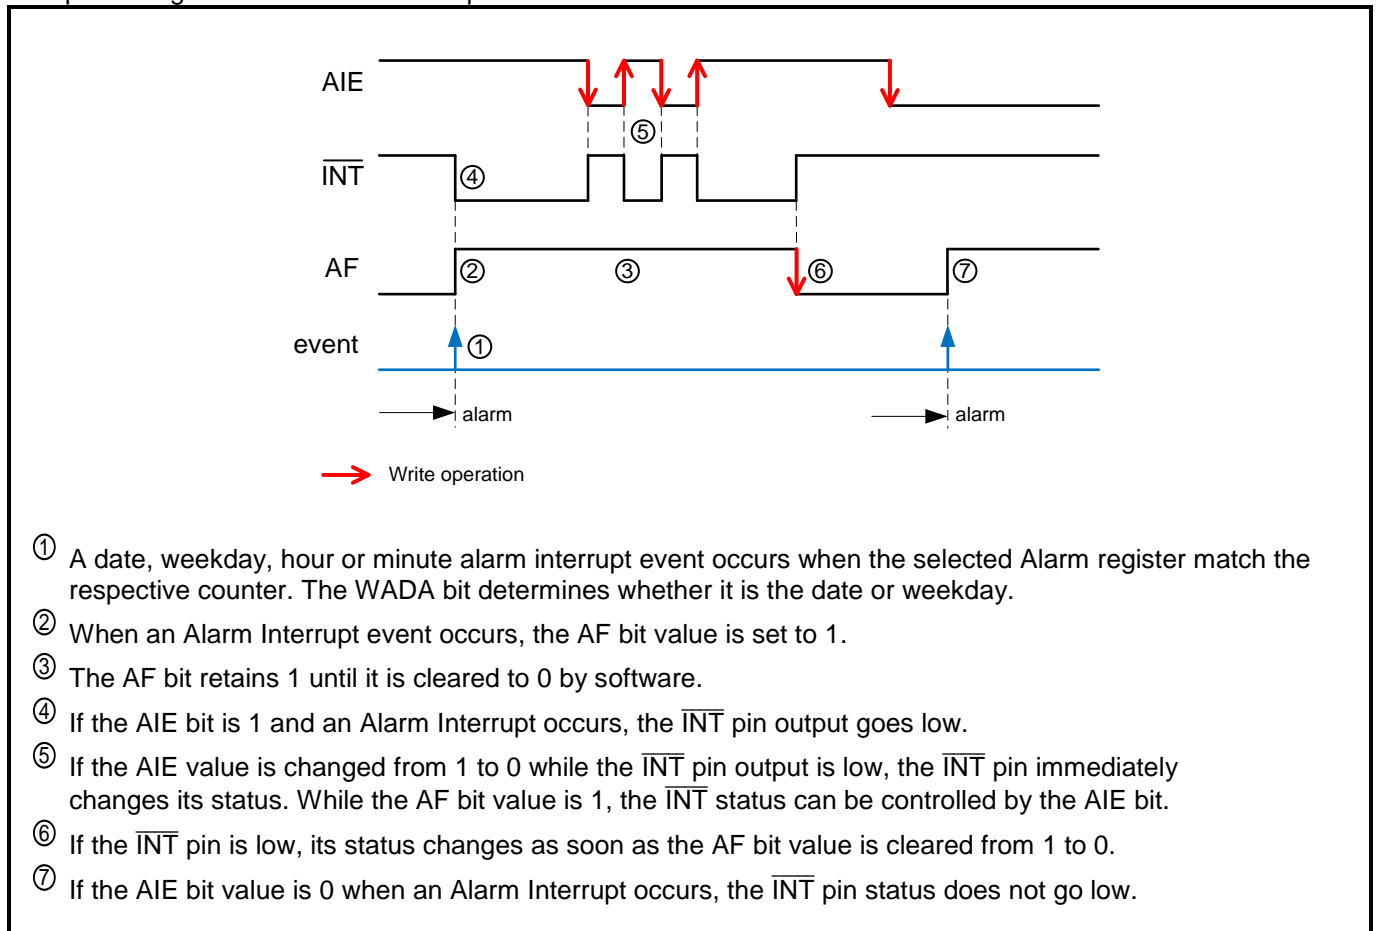 AIE
⑤
INT
④
AF
② ③ ⑥ ⑦
event
①
alarm alarm
Write operation
① A date, weekday, hour or minute alarm interrupt event occurs when the selected Alarm register match the
respective counter. The WADA bit determines whether it is the date or weekday.
② When an Alarm Interrupt event occurs, the AF bit value is set to 1.
③ The AF bit retains 1 until it is cleared to 0 by software.
④ If the AIE bit is 1 and an Alarm Interrupt occurs, the INT pin output goes low.
⑤ If the AIE value is changed from 1 to 0 while the INT pin output is low, the INT pin immediately
changes its status. While the AF bit value is 1, the INT status can be controlled by the AIE bit.
⑥ If the INT pin is low, its status changes as soon as the AF bit value is cleared from 1 to 0.
⑦ If the AIE bit value is 0 when an Alarm Interrupt occurs, the INT pin status does not go low.